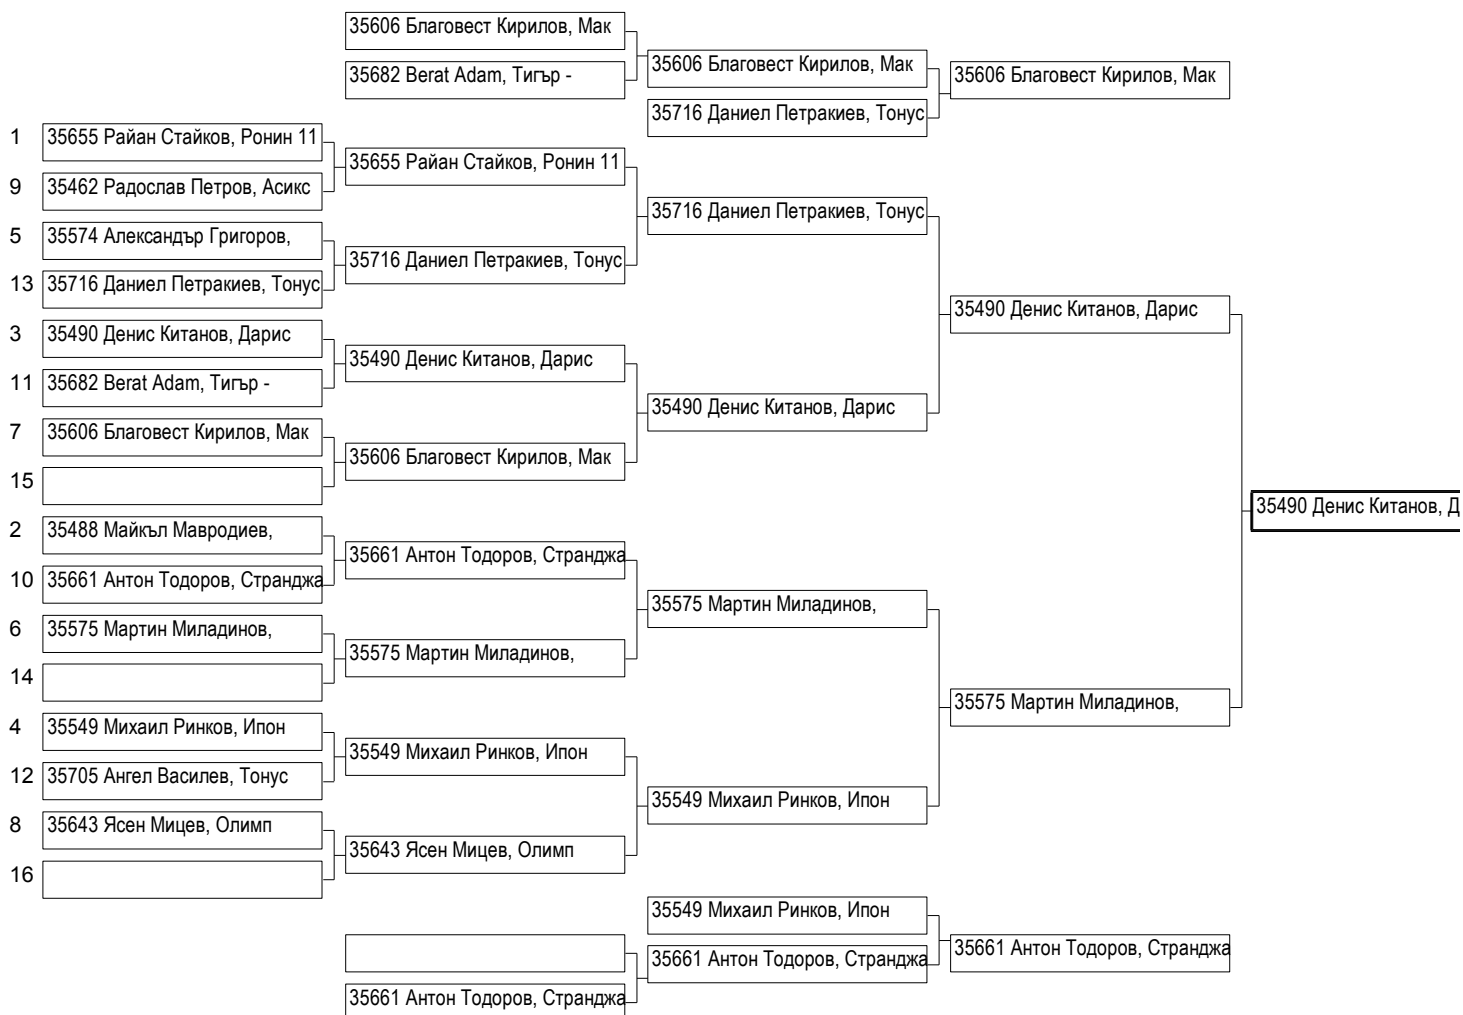 35606 Благовест Кирилов, Мак
35682 Berat Adam, Тигър -
35606 Благовест Кирилов, Мак
35716 Даниел Петракиев, Тонус
35606 Благовест Кирилов, Мак
1 35655 Райан Стайков, Ронин 11
9 35462 Радослав Петров, Асикс
5 35574 Александър Григоров,
13 35716 Даниел Петракиев, Тонус
3 35490 Денис Китанов, Дарис
11 35682 Berat Adam, Тигър -
7 35606 Благовест Кирилов, Мак
15
2 35488 Майкъл Мавродиев,
10 35661 Антон Тодоров, Странджа
6 35575 Мартин Миладинов,
14
4 35549 Михаил Ринков, Ипон
12 35705 Ангел Василев, Тонус
8 35643 Ясен Мицев, Олимп
16
35655 Райан Стайков, Ронин 11
35716 Даниел Петракиев, Тонус
35490 Денис Китанов, Дарис
35606 Благовест Кирилов, Мак
35661 Антон Тодоров, Странджа
35575 Мартин Миладинов,
35549 Михаил Ринков, Ипон
35643 Ясен Мицев, Олимп
35716 Даниел Петракиев, Тонус
35490 Денис Китанов, Дарис
35575 Мартин Миладинов,
35549 Михаил Ринков, Ипон
35490 Денис Китанов, Дарис
35575 Мартин Миладинов,
35490 Денис Китанов, Д
35661 Антон Тодоров, Странджа
35549 Михаил Ринков, Ипон
35661 Антон Тодоров, Странджа
35661 Антон Тодоров, Странджа